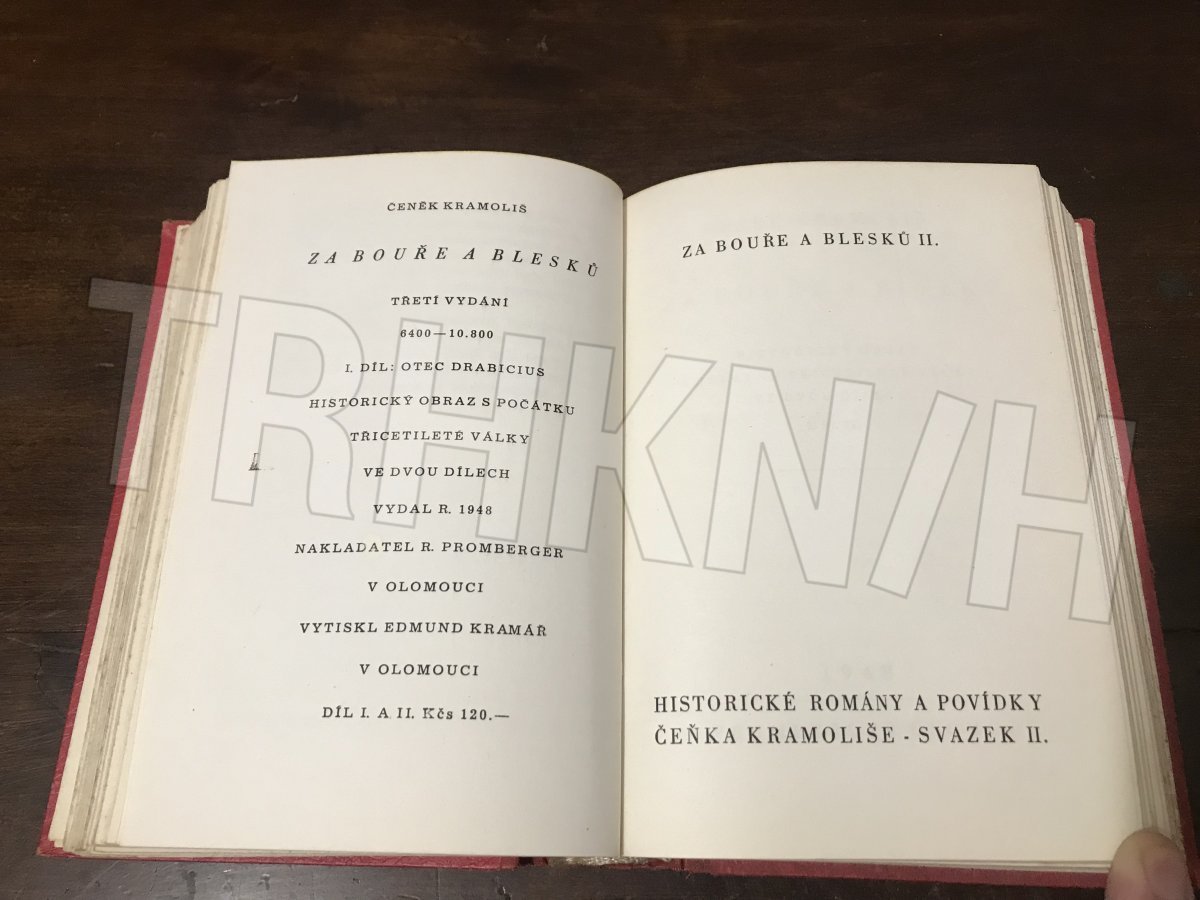 ČENĚK KRAMOLIŠ
ZA BOUŘE A BLESKŮ
TŘETÍ VYDÁNÍ
6400—10.800
I. DÍL: OTEC DRABICIUS
HISTORICKÝ OBRAZ S POČÁTKU
TŘICETILETÉ VÁLKY
VE DVOU DÍLECH
VYDAL R. 1948
NAKLADATEL R. PROMBERGER
V OLOMOUCI
VYTISKL EDMUND KRAMÁŘ
V OLOMOUCI
DÍL I. A II. Kčs 120.—
ZA BOUŘE A BLESKŮ II.
HISTORICKÉ ROMÁNY A POVÍDKY
ČEŇKA KRAMOLIŠE - SVAZEK II.
TRHKNIH